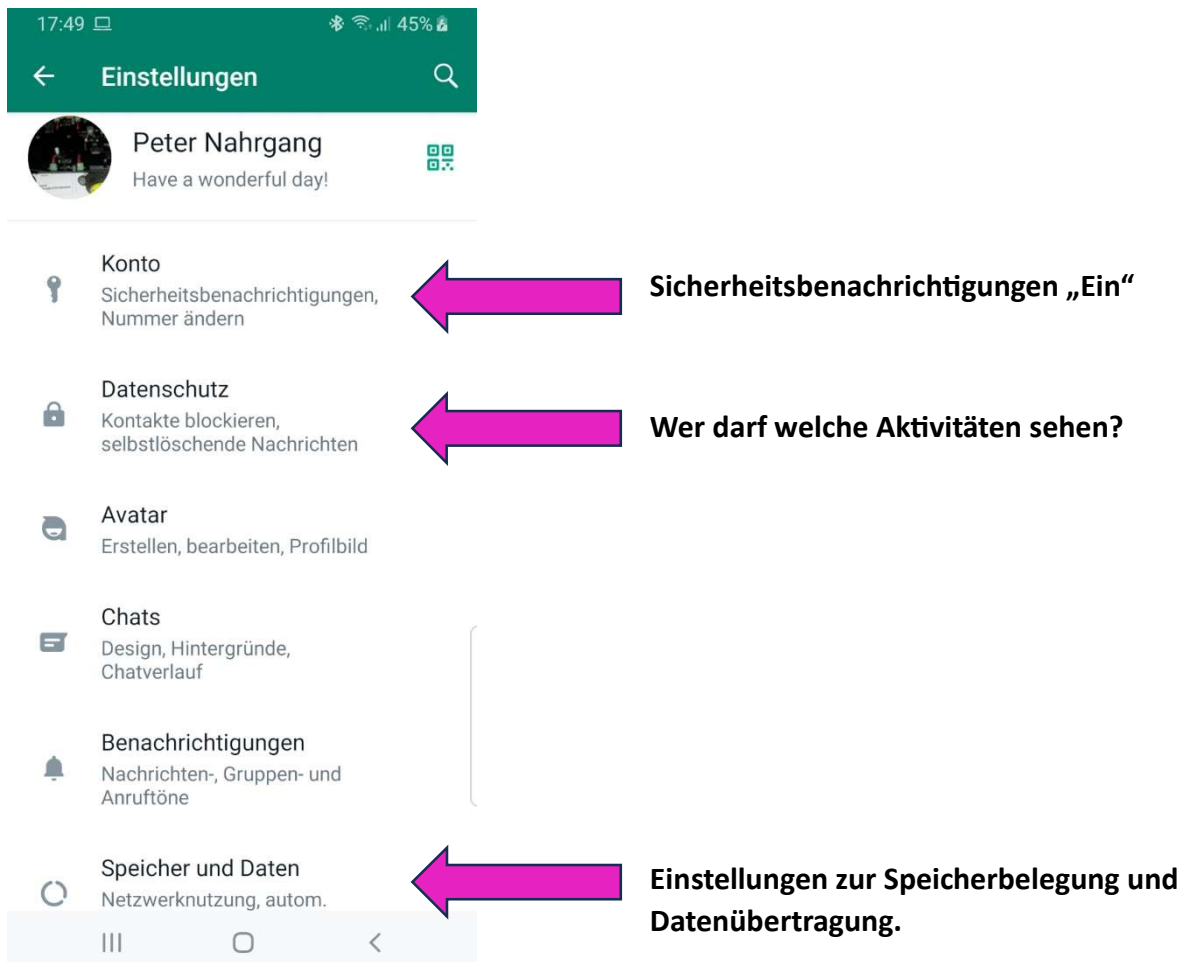 17:49 45%
Einstellungen
Peter Nahrgang
Have a wonderful day!
Konto
Sicherheitsbenachrichtigungen,
Nummer ändern
Sicherheitsbenachrichtigungen „Ein“
Datenschutz
Kontakte blockieren,
selbstlöschende Nachrichten
Wer darf welche Aktivitäten sehen?
Avatar
Erstellen, bearbeiten, Profilbild
Chats
Design, Hintergründe,
Chatverlauf
Benachrichtigungen
Nachrichten-, Gruppen- und
Anruftöne
Speicher und Daten
Netzwerknutzung, autom.
Einstellungen zur Speicherbelegung und
Datenübertragung.